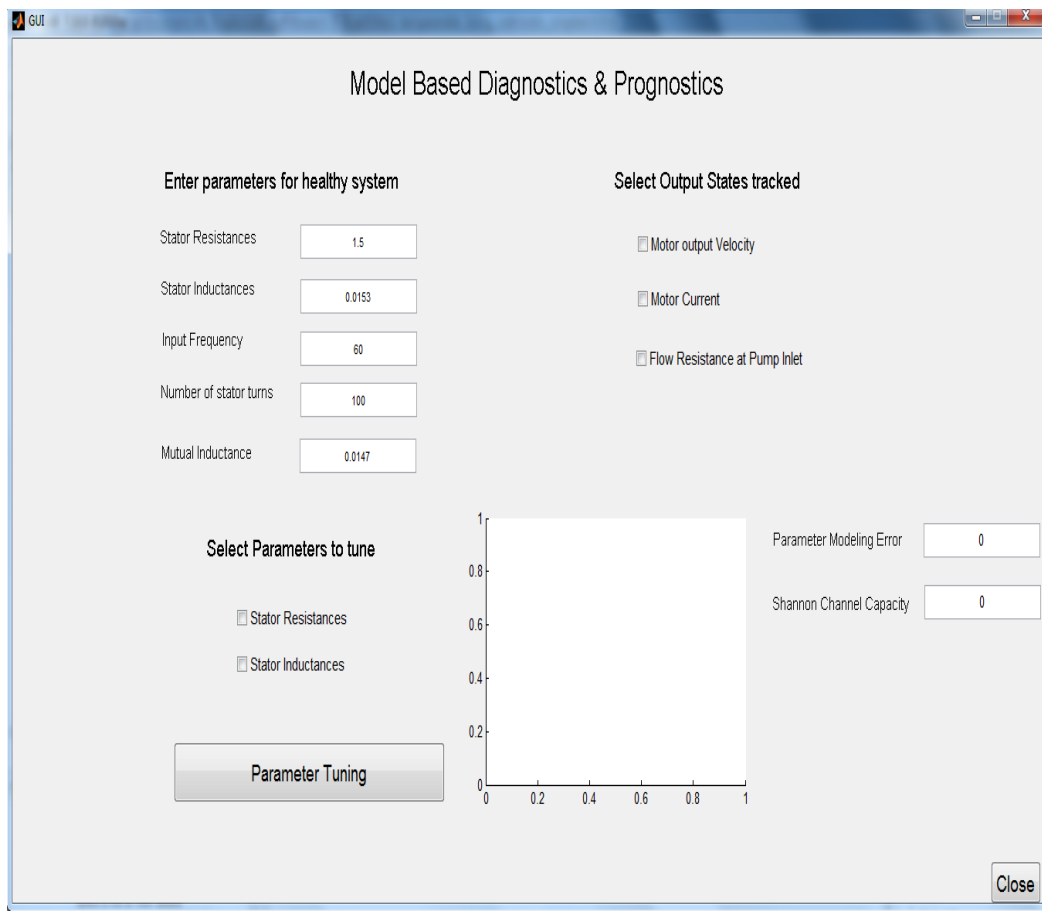 GUI
Model Based Diagnostics & Prognostics
Enter parameters for healthy system
Stator Resistances 1.5
Stator Inductances 0.0153
Input Frequency 60
Number of stator turns 100
Mutual Inductance 0.0147
Select Output States tracked
Motor output Velocity
Motor Current
Flow Resistance at Pump Inlet
Select Parameters to tune
Stator Resistances
Stator Inductances
Parameter Tuning
1
0.8
0.6
0.4
0.2
0
0 0.2 0.4 0.6 0.8 1
Parameter Modeling Error 0
Shannon Channel Capacity 0
Close